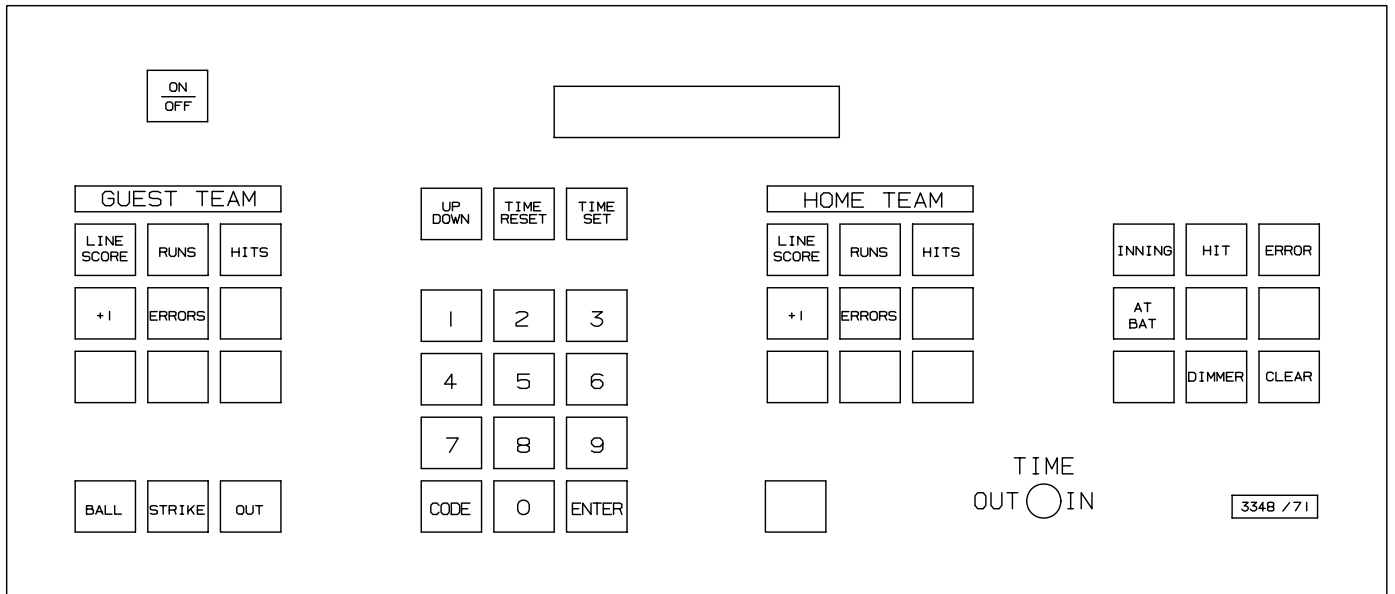 ON
OFF
GUEST TEAM
LINE
SCORE
RUNS
HITS
+1
ERRORS
BALL
STRIKE
OUT
UP
DOWN
TIME
RESET
TIME
SET
1
2
3
4
5
6
7
8
9
CODE
0
ENTER
HOME TEAM
LINE
SCORE
RUNS
HITS
+1
ERRORS
INNING
HIT
ERROR
AT
BAT
DIMMER
CLEAR
TIME
OUT IN
3348 /71